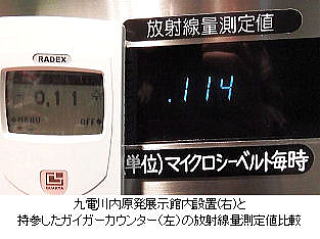 放射線量測定値
RADEX
0.11
.114
MENU
OFF
QUARTA
(単位)マイクロシーベルト毎時
九電川内原発展示館内設置(右)と
持参したガイガーカウンター(左)の放射線量測定値比較